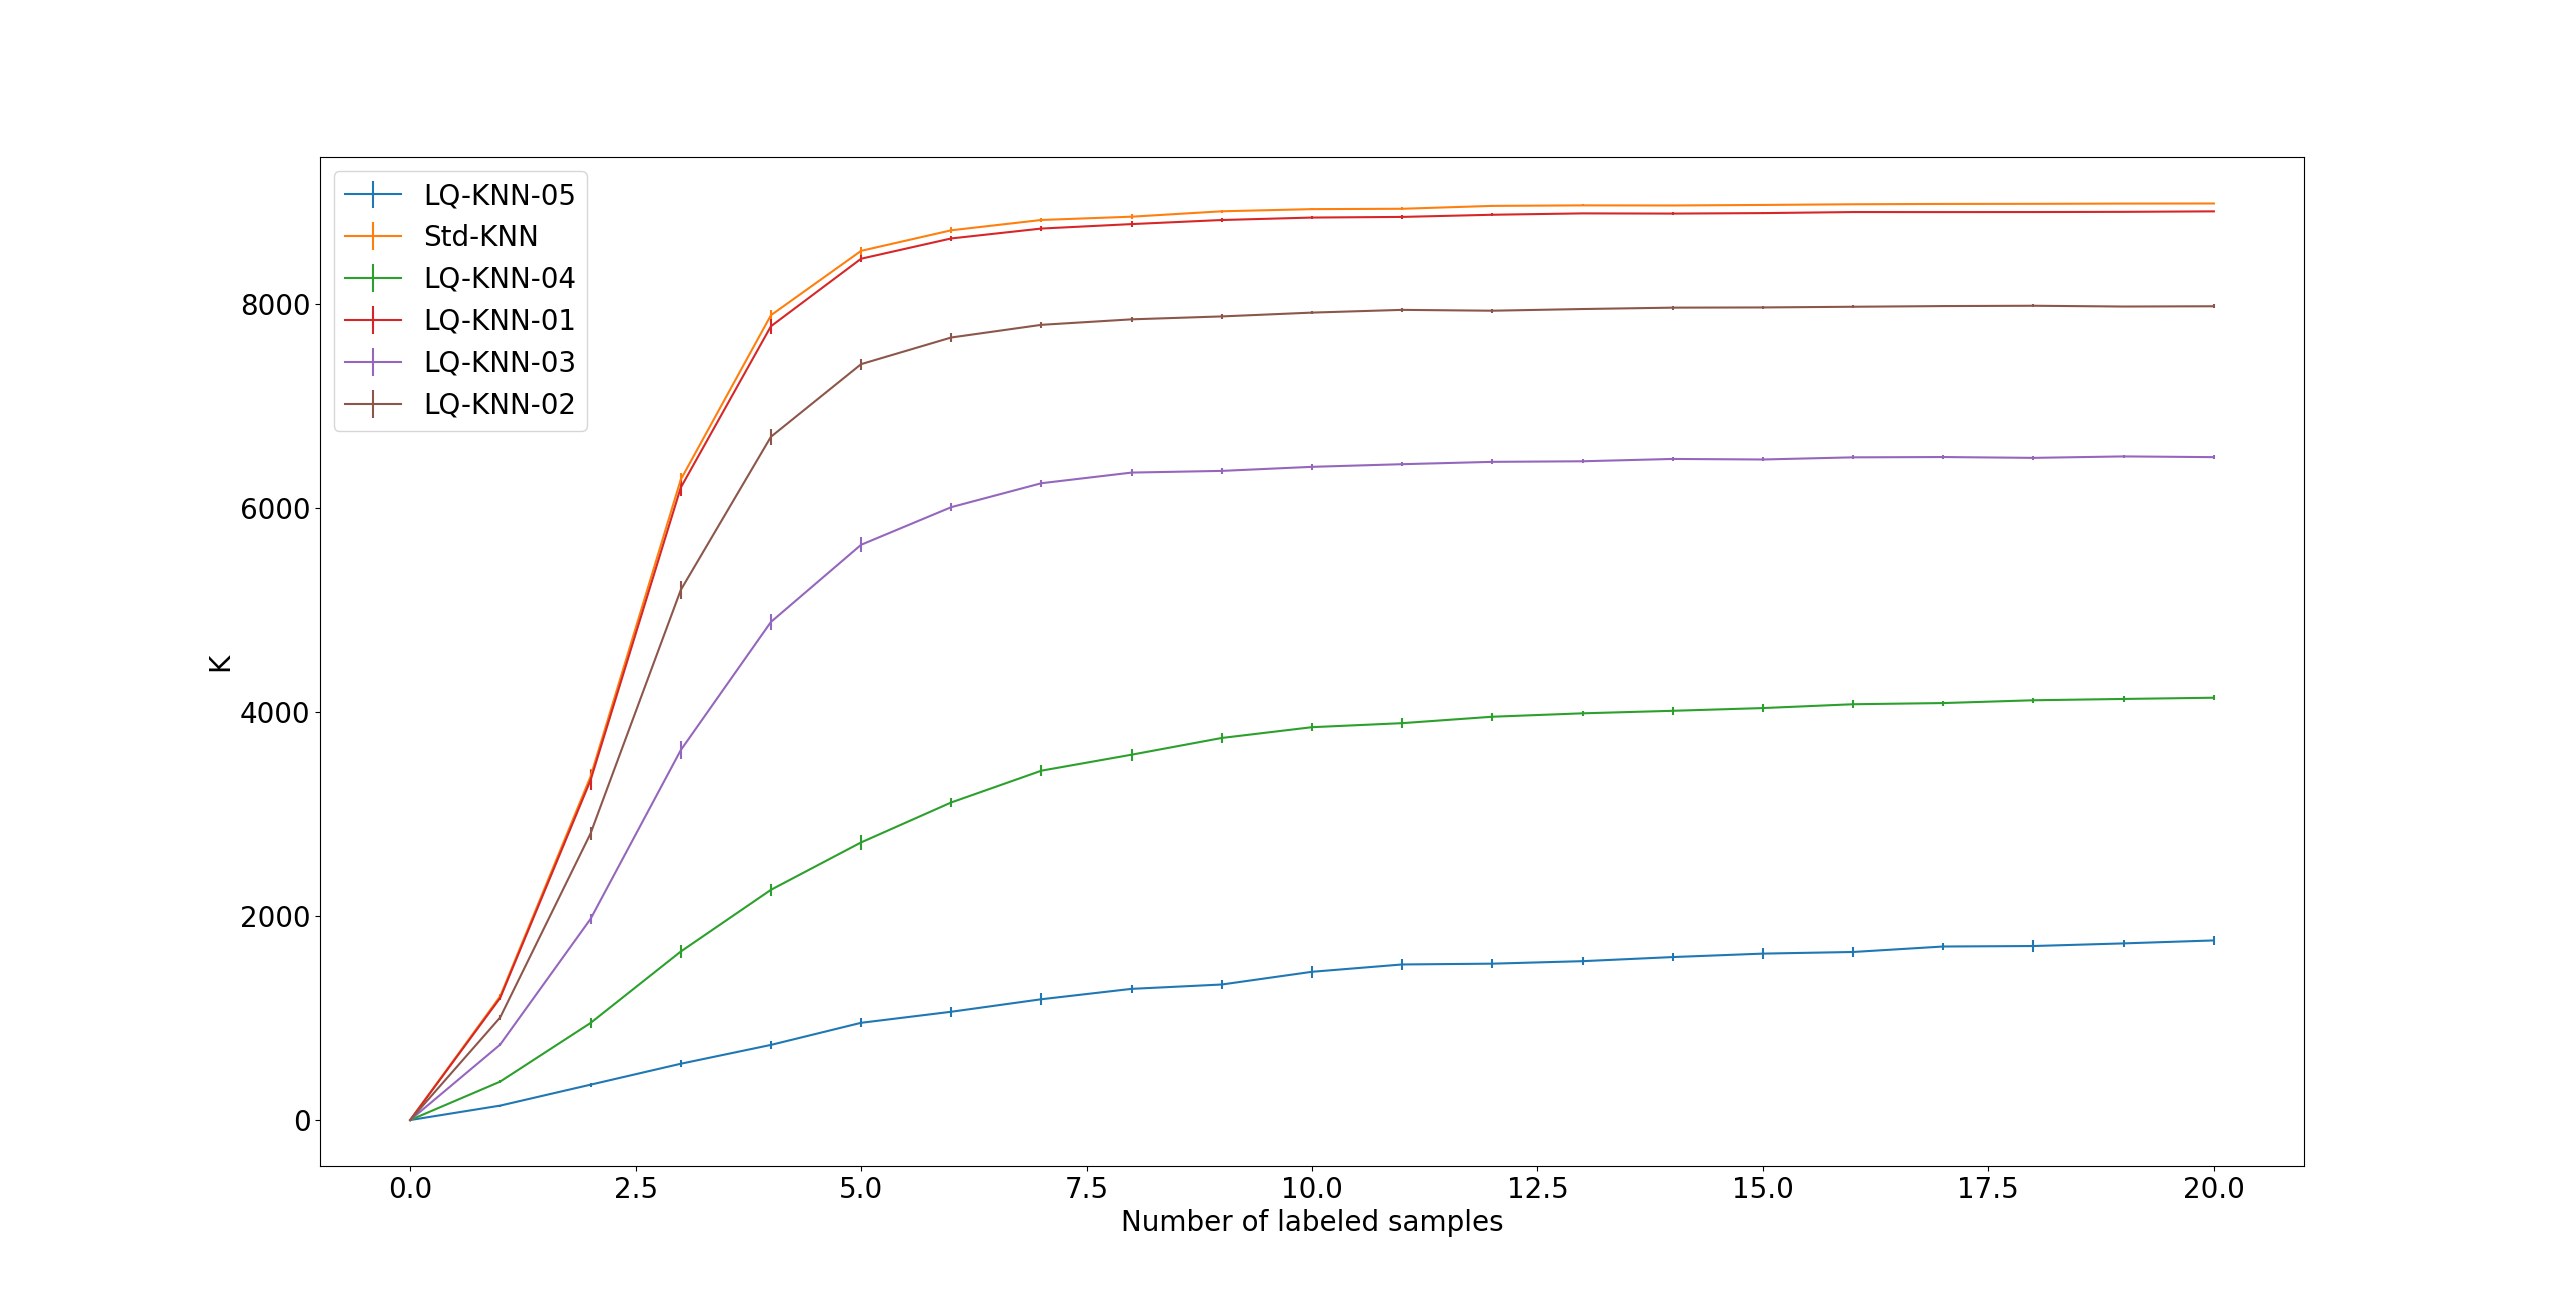 LQ-KNN-05
Std-KNN
LQ-KNN-04
LQ-KNN-01
LQ-KNN-03
LQ-KNN-02
8000
6000
4000
2000
0
K
0.0 2.5 5.0 7.5 10.0 12.5 15.0 17.5 20.0
Number of labeled samples